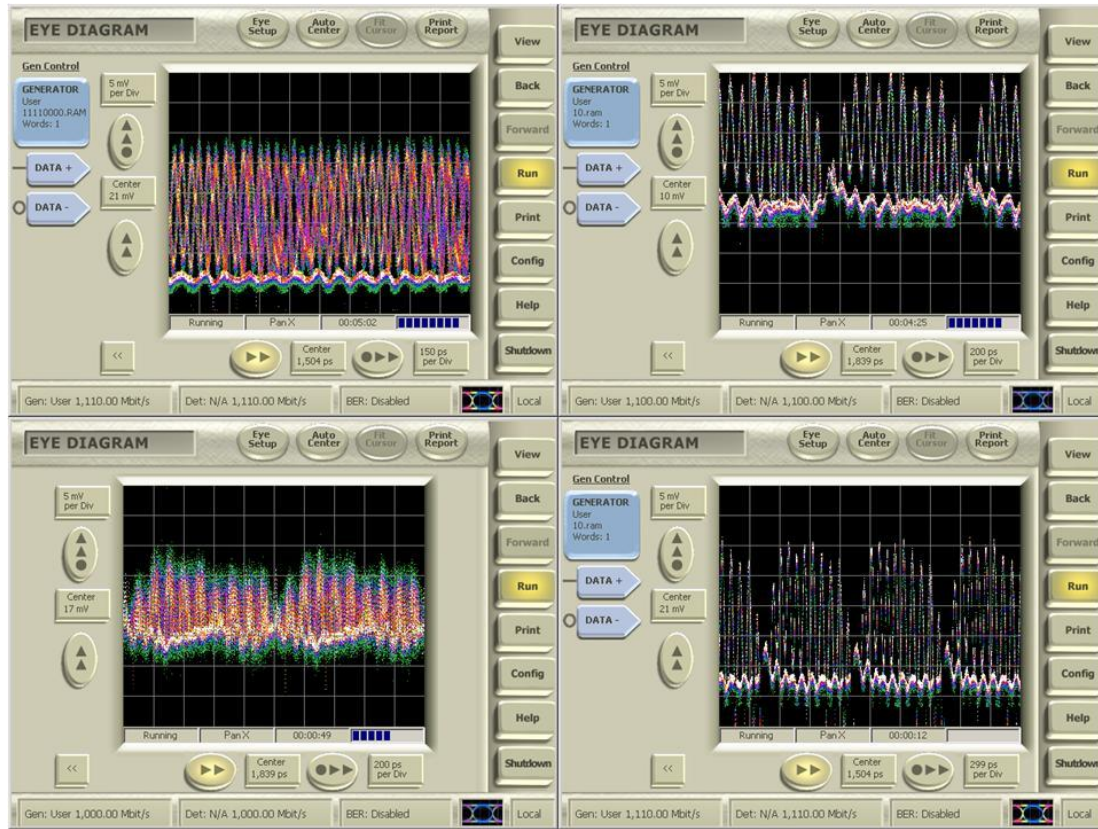 EYE DIAGRAM
Eye Setup
Auto Center
Fit Cursor
Print Report
View
Gen Control
GENERATOR
User
11110000.RAM
Words: 1
5 mV
per Div
Back
Forward
DATA +
Run
Center
21 mV
DATA -
Print
Config
Help
Running Pan X 00:05:02
<<
Center
1,504 ps
150 ps
per Div
Shutdown
Gen: User 1,110.00 Mbit/s Det: N/A 1,110.00 Mbit/s BER: Disabled Local
EYE DIAGRAM
Eye Setup
Auto Center
Fit Cursor
Print Report
View
Gen Control
GENERATOR
User
10.ram
Words: 1
5 mV
per Div
Back
Forward
DATA +
Run
Center
10 mV
DATA -
Print
Config
Help
Running Pan X 00:04:25
<<
Center
1,839 ps
200 ps
per Div
Shutdown
Gen: User 1,100.00 Mbit/s Det: N/A 1,100.00 Mbit/s BER: Disabled Local
EYE DIAGRAM
Eye Setup
Auto Center
Fit Cursor
Print Report
View
5 mV
per Div
Back
Forward
Run
Center
17 mV
Print
Config
Help
Running Pan X 00:00:49
<<
Center
1,839 ps
200 ps
per Div
Shutdown
Gen: User 1,000.00 Mbit/s Det: N/A 1,000.00 Mbit/s BER: Disabled Local
EYE DIAGRAM
Eye Setup
Auto Center
Fit Cursor
Print Report
View
Gen Control
GENERATOR
User
10.ram
Words: 1
5 mV
per Div
Back
Forward
DATA +
Run
Center
21 mV
DATA -
Print
Config
Help
Running Pan X 00:00:12
<<
Center
1,504 ps
299 ps
per Div
Shutdown
Gen: User 1,110.00 Mbit/s Det: N/A 1,110.00 Mbit/s BER: Disabled Local